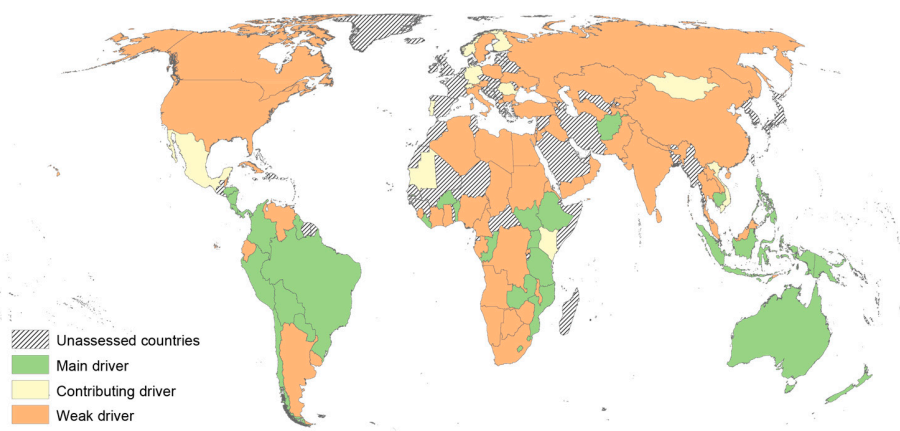 Unassessed countries
Main driver
Contributing driver
Weak driver